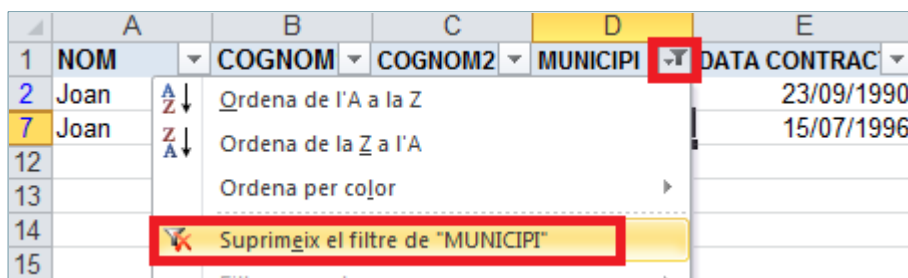 A B C D E
1 NOM COGNOM COGNOM2 MUNICIPI DATA CONTRAC
2 Joan 23/09/1990
7 Joan 15/07/1996
Ordena de l'A a la Z
Ordena de la Z a l'A
Ordena per color
Suprimeix el filtre de "MUNICIPI"
12
13
14
15